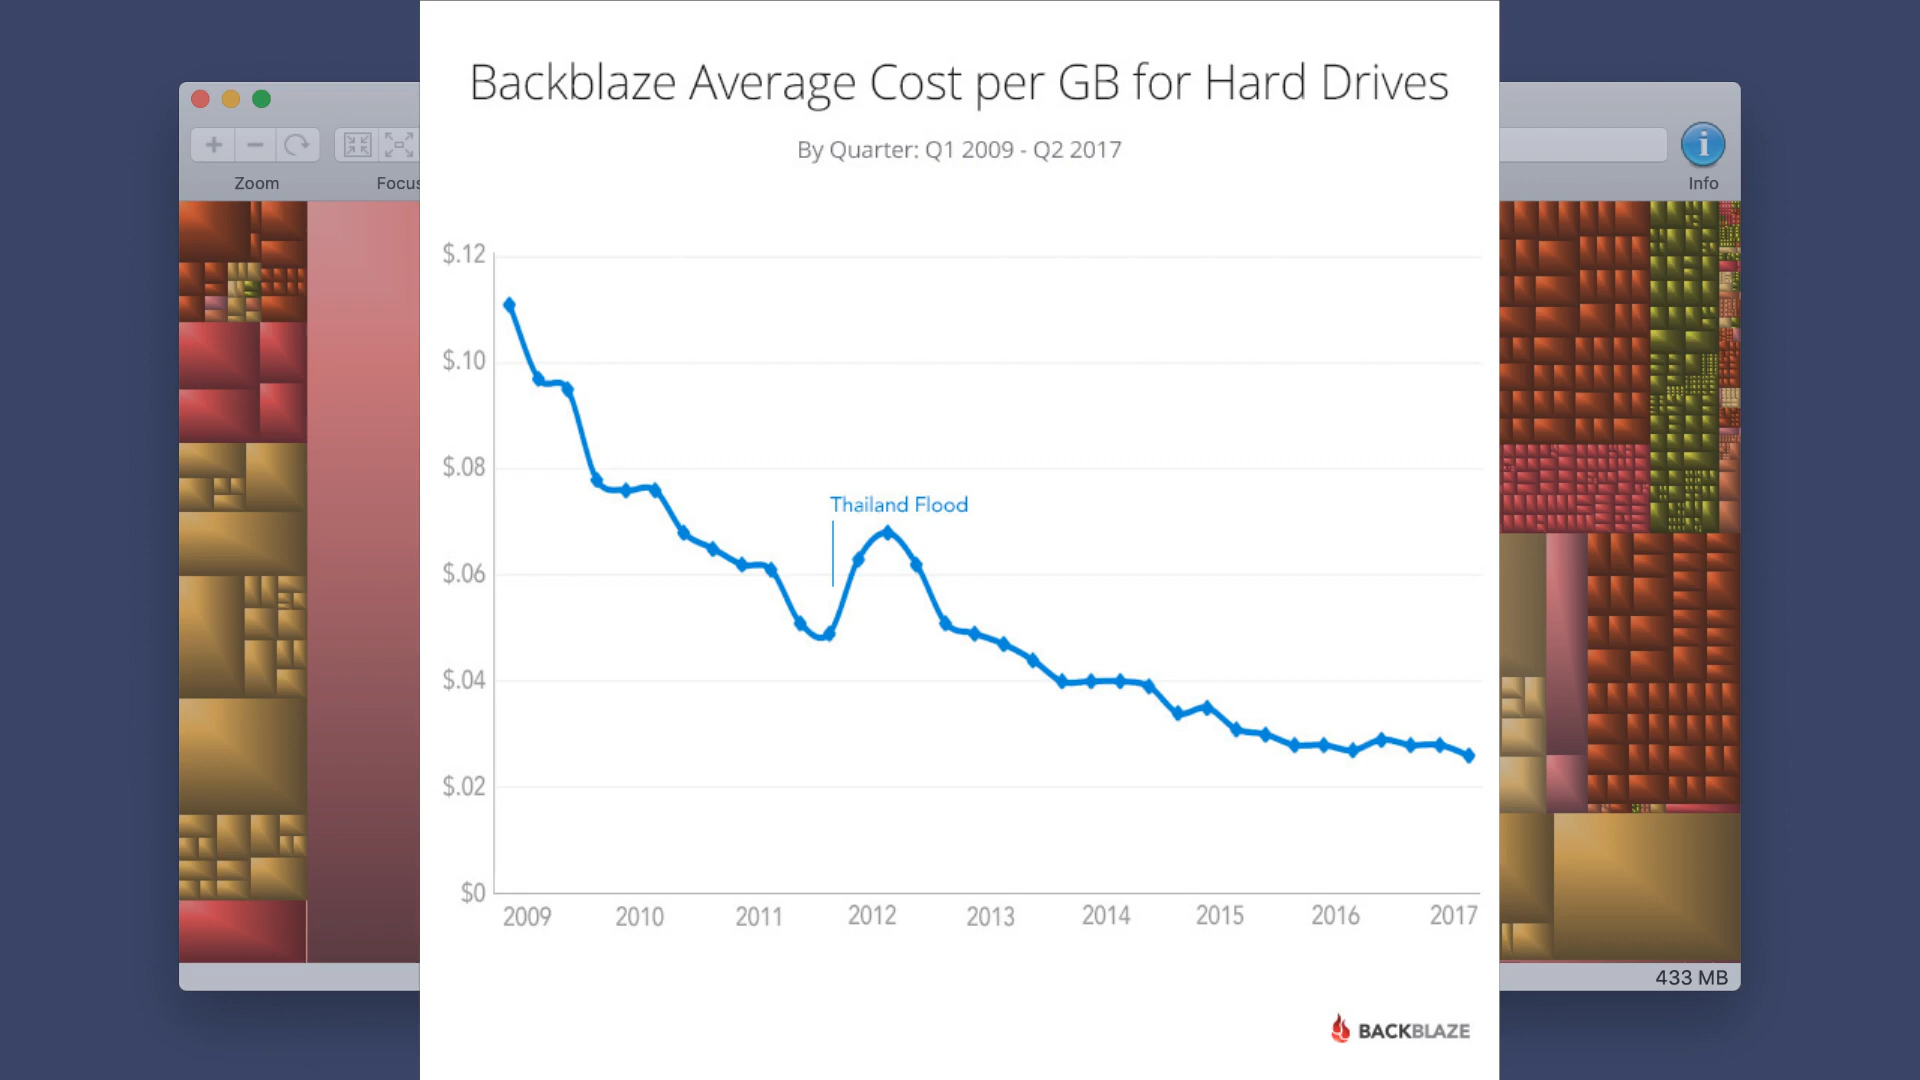 Backblaze Average Cost per GB for Hard Drives
By Quarter: Q1 2009 - Q2 2017
Zoom
Focus
Info
$.12
$.10
$.08
Thailand Flood
$.06
$.04
$.02
$0
2009 2010 2011 2012 2013 2014 2015 2016 2017
433 MB
BACKBLAZE